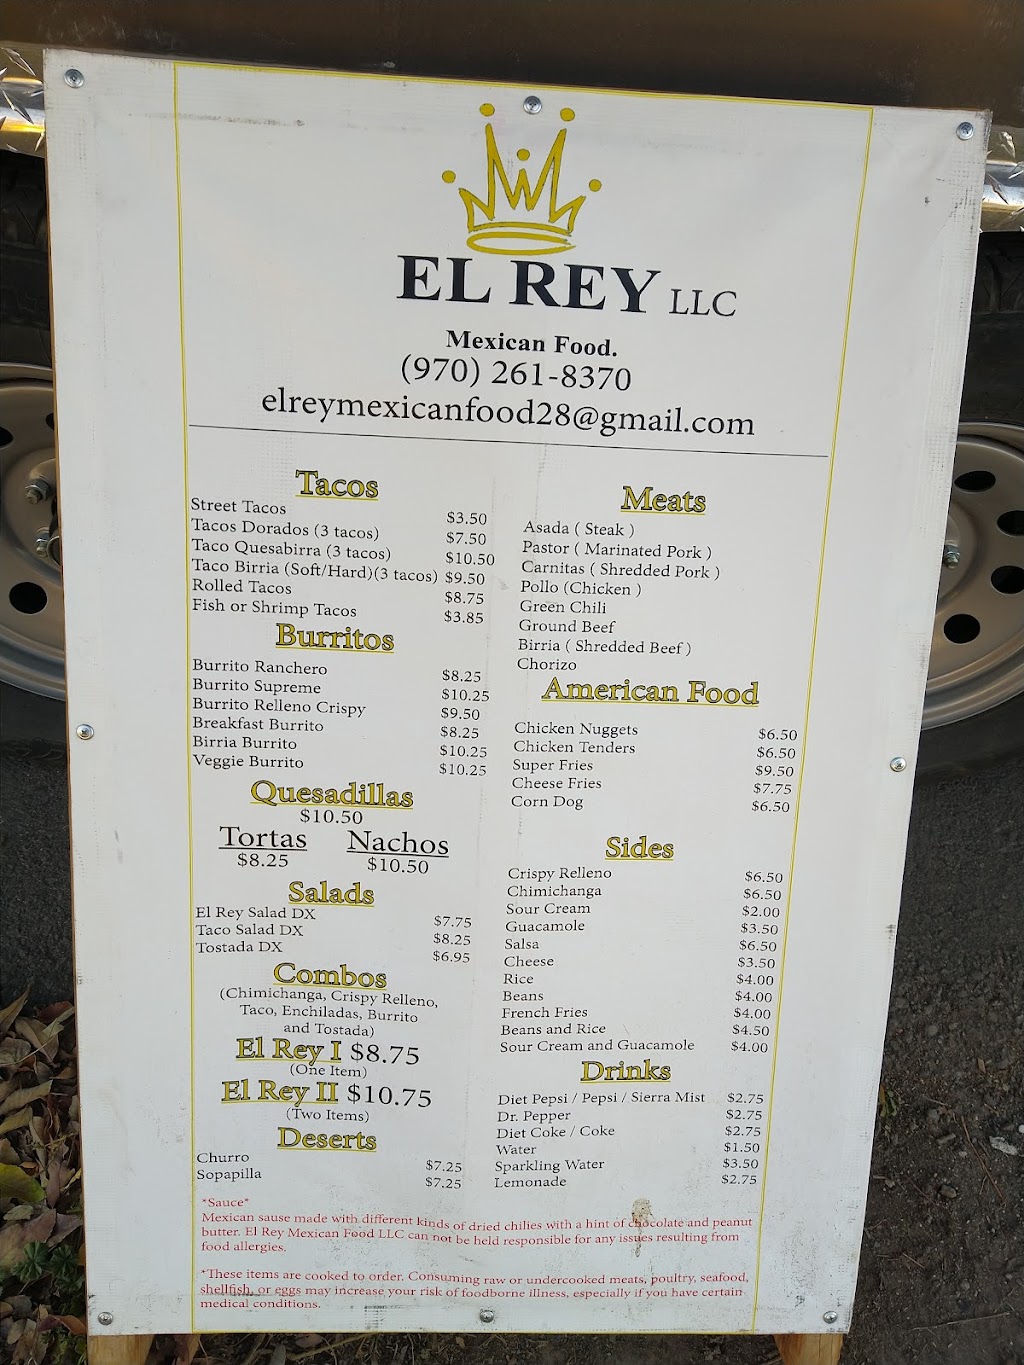 EL REY LLC
Mexican Food.
(970) 261-8370
elreymexicanfood28@gmail.com
Tacos
Street Tacos $3.50
Tacos Dorados (3 tacos) $7.50
Taco Quesabirra (3 tacos) $10.50
Taco Birria (Soft/Hard)(3 tacos) $9.50
Rolled Tacos $8.75
Fish or Shrimp Tacos $3.85
Burritos
Burrito Ranchero $8.25
Burrito Supreme $10.25
Burrito Relleno Crispy $9.50
Breakfast Burrito $8.25
Birria Burrito $10.25
Veggie Burrito $10.25
Quesadillas
$10.50
Tortas Nachos
$8.25 $10.50
Salads
El Rey Salad DX $7.75
Taco Salad DX $8.25
Tostada DX $6.95
Combos
(Chimichanga, Crispy Relleno,
Taco, Enchiladas, Burrito
and Tostada)
El Rey I $8.75
(One Item)
El Rey II $10.75
(Two Items)
Deserts
Churro $7.25
Sopapilla $7.25
Meats
Asada ( Steak )
Pastor ( Marinated Pork )
Carnitas ( Shredded Pork )
Pollo (Chicken )
Green Chili
Ground Beef
Birria ( Shredded Beef )
Chorizo
American Food
Chicken Nuggets $6.50
Chicken Tenders $6.50
Super Fries $9.50
Cheese Fries $7.75
Corn Dog $6.50
Sides
Crispy Relleno $6.50
Chimichanga $6.50
Sour Cream $2.00
Guacamole $3.50
Salsa $6.50
Cheese $3.50
Rice $4.00
Beans $4.00
French Fries $4.00
Beans and Rice $4.50
Sour Cream and Guacamole $4.00
Drinks
Diet Pepsi / Pepsi / Sierra Mist $2.75
Dr. Pepper $2.75
Diet Coke / Coke $2.75
Water $1.50
Sparkling Water $3.50
Lemonade $2.75
*Sauce*
Mexican sause made with different kinds of dried chilies with a hint of chocolate and peanut
butter. El Rey Mexican Food LLC can not be held responsible for any issues resulting from
food allergies.
*These items are cooked to order. Consuming raw or undercooked meats, poultry, seafood,
shellfish, or eggs may increase your risk of foodborne illness, especially if you have certain
medical conditions.